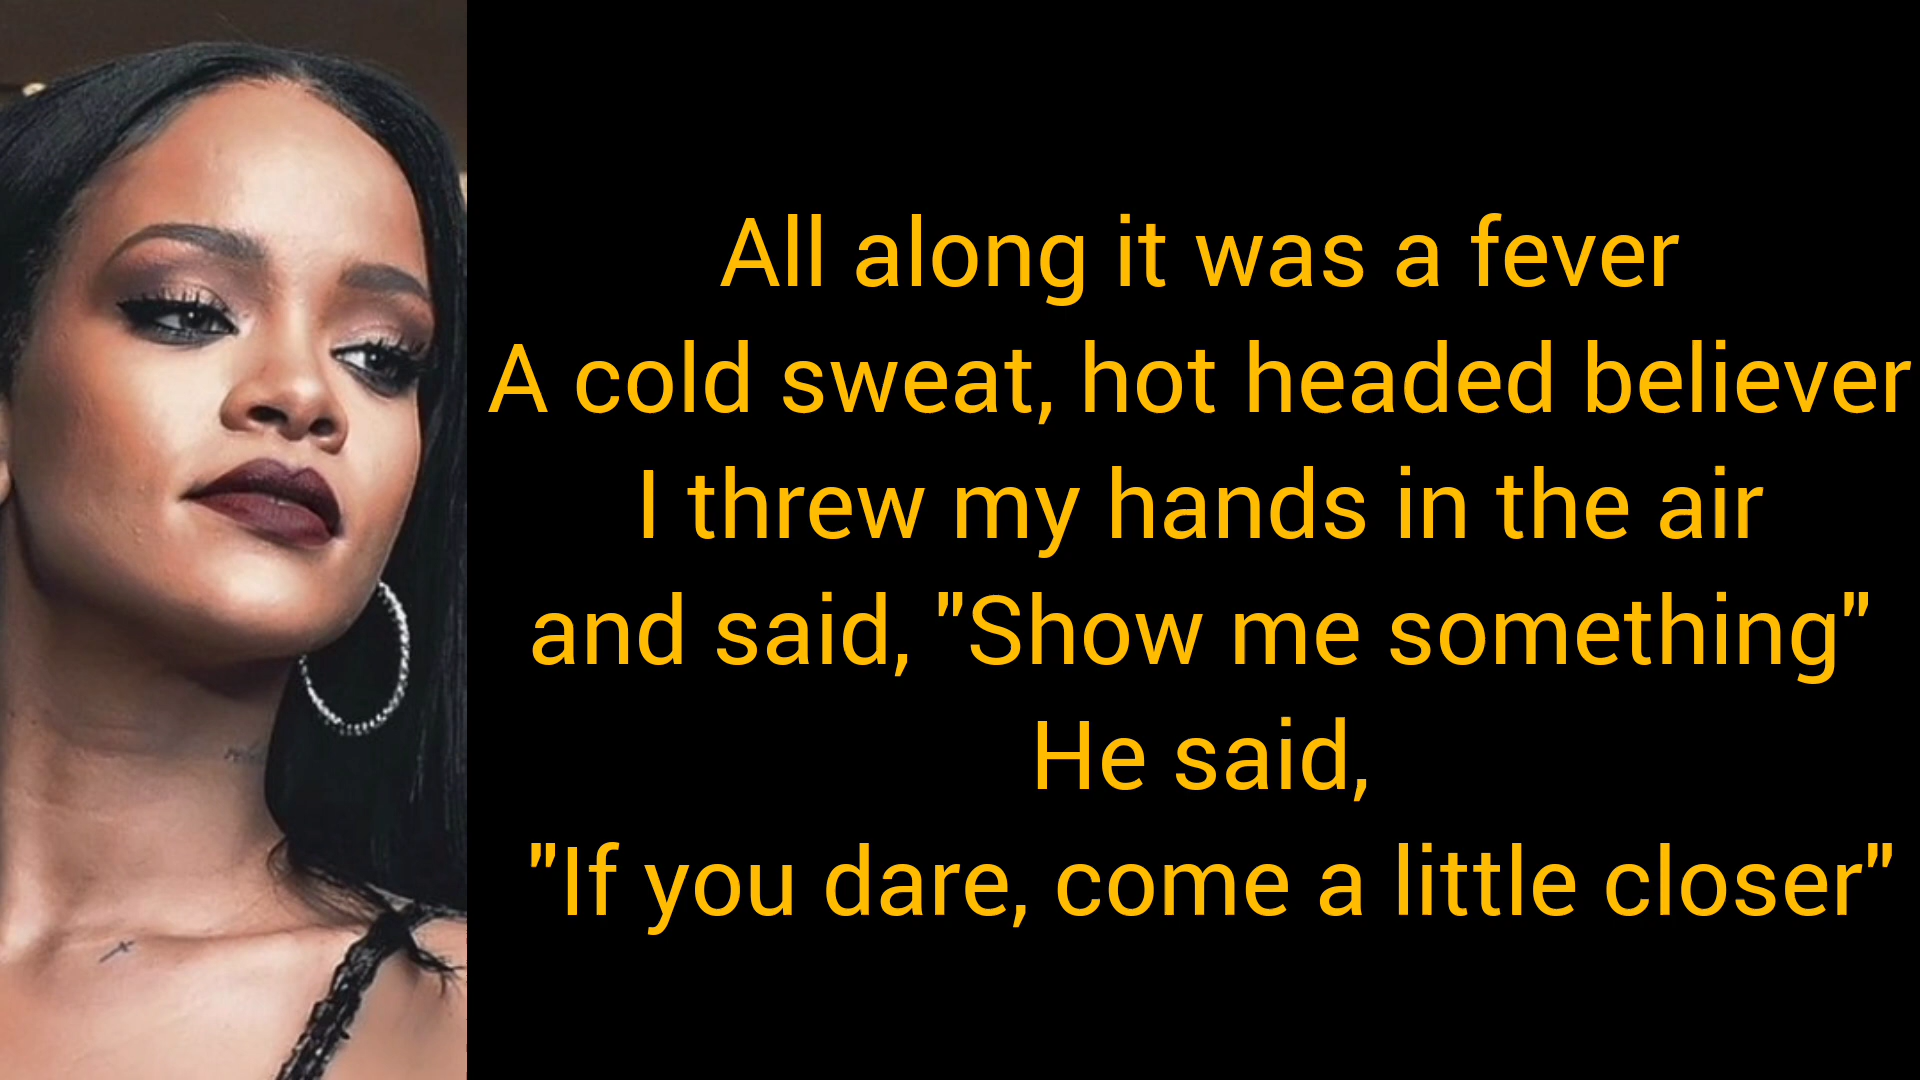 All along it was a fever
A cold sweat, hot headed believer
I threw my hands in the air
and said, "Show me something"
He said,
"If you dare, come a little closer"